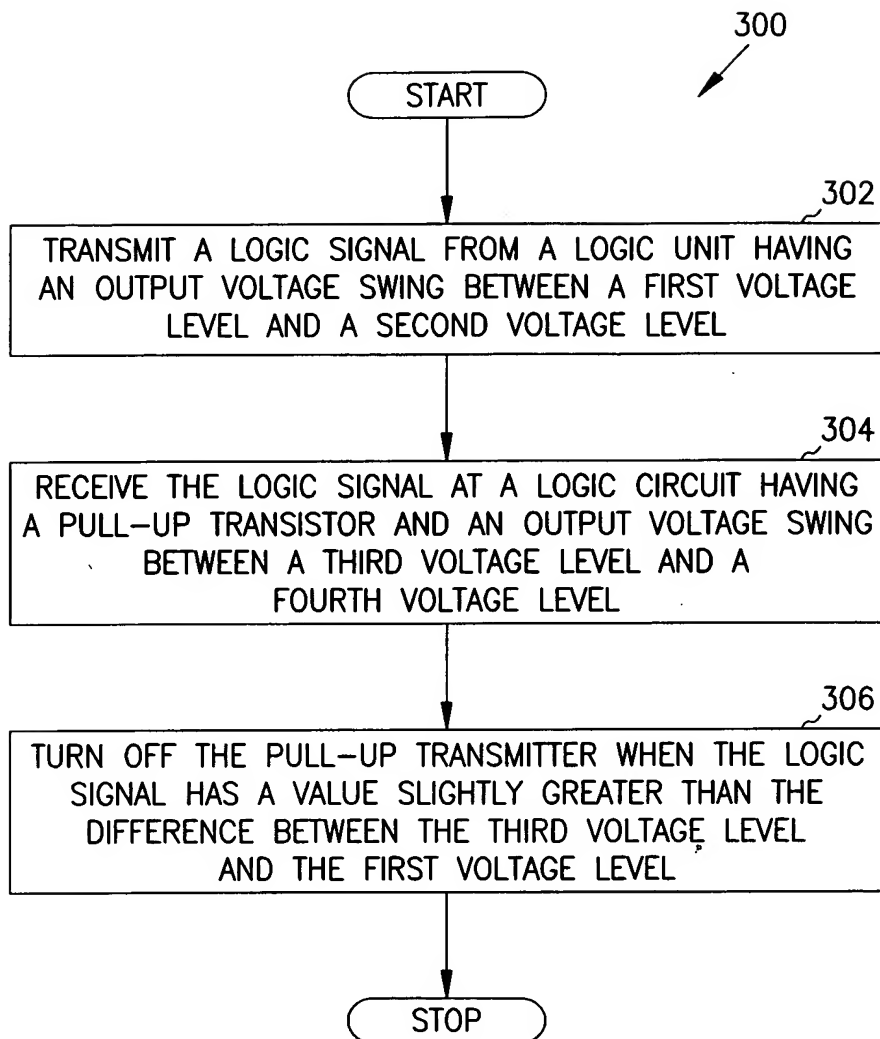 300
START
302
TRANSMIT A LOGIC SIGNAL FROM A LOGIC UNIT HAVING
AN OUTPUT VOLTAGE SWING BETWEEN A FIRST VOLTAGE
LEVEL AND A SECOND VOLTAGE LEVEL
304
RECEIVE THE LOGIC SIGNAL AT A LOGIC CIRCUIT HAVING
A PULL-UP TRANSISTOR AND AN OUTPUT VOLTAGE SWING
BETWEEN A THIRD VOLTAGE LEVEL AND A
FOURTH VOLTAGE LEVEL
306
TURN OFF THE PULL-UP TRANSMITTER WHEN THE LOGIC
SIGNAL HAS A VALUE SLIGHTLY GREATER THAN THE
DIFFERENCE BETWEEN THE THIRD VOLTAGE LEVEL
AND THE FIRST VOLTAGE LEVEL
STOP